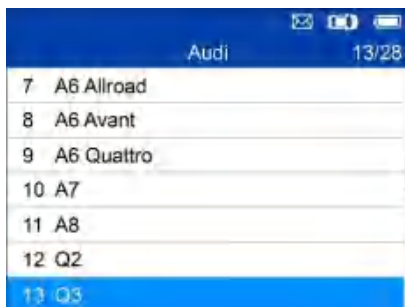 Audi 13/28
7 A6 Allroad
8 A6 Avant
9 A6 Quattro
10 A7
11 A8
12 Q2
13 Q3